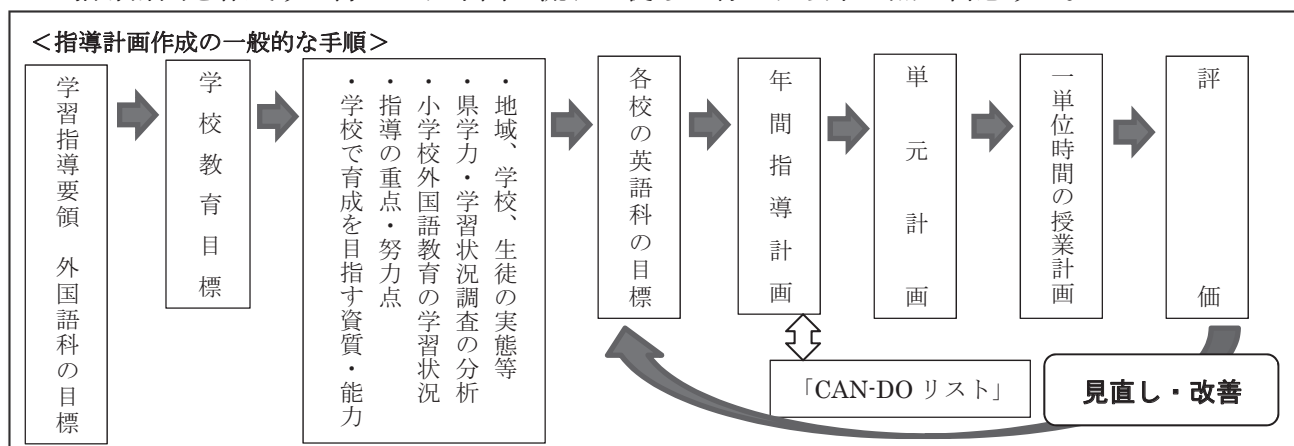 ＜指導計画作成の一般的な手順＞
学習指導要領　外国語科の目標
学校教育目標
・地域、学校、生徒の実態等
・県学力・学習状況調査の分析
・小学校外国語教育の学習状況
・指導の重点・努力点
・学校で育成を目指す資質・能力
各校の英語科の目標
年間指導計画
単元計画
一単位時間の授業計画
評価
「CAN-DO リスト」
見直し・改善